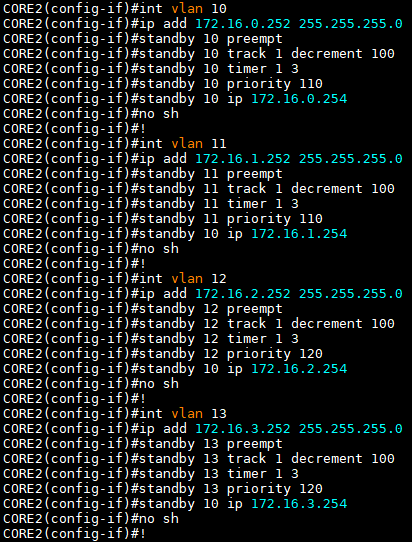 CORE2(config-if)#int vlan 10
CORE2(config-if)#ip add 172.16.0.252 255.255.255.0
CORE2(config-if)#standby 10 preempt
CORE2(config-if)#standby 10 track 1 decrement 100
CORE2(config-if)#standby 10 timer 1 3
CORE2(config-if)#standby 10 priority 110
CORE2(config-if)#standby 10 ip 172.16.0.254
CORE2(config-if)#no sh
CORE2(config-if)#!
CORE2(config-if)#int vlan 11
CORE2(config-if)#ip add 172.16.1.252 255.255.255.0
CORE2(config-if)#standby 11 preempt
CORE2(config-if)#standby 11 track 1 decrement 100
CORE2(config-if)#standby 11 timer 1 3
CORE2(config-if)#standby 11 priority 110
CORE2(config-if)#standby 10 ip 172.16.1.254
CORE2(config-if)#no sh
CORE2(config-if)#!
CORE2(config-if)#int vlan 12
CORE2(config-if)#ip add 172.16.2.252 255.255.255.0
CORE2(config-if)#standby 12 preempt
CORE2(config-if)#standby 12 track 1 decrement 100
CORE2(config-if)#standby 12 timer 1 3
CORE2(config-if)#standby 12 priority 120
CORE2(config-if)#standby 10 ip 172.16.2.254
CORE2(config-if)#no sh
CORE2(config-if)#!
CORE2(config-if)#int vlan 13
CORE2(config-if)#ip add 172.16.3.252 255.255.255.0
CORE2(config-if)#standby 13 preempt
CORE2(config-if)#standby 13 track 1 decrement 100
CORE2(config-if)#standby 13 timer 1 3
CORE2(config-if)#standby 13 priority 120
CORE2(config-if)#standby 10 ip 172.16.3.254
CORE2(config-if)#no sh
CORE2(config-if)#!